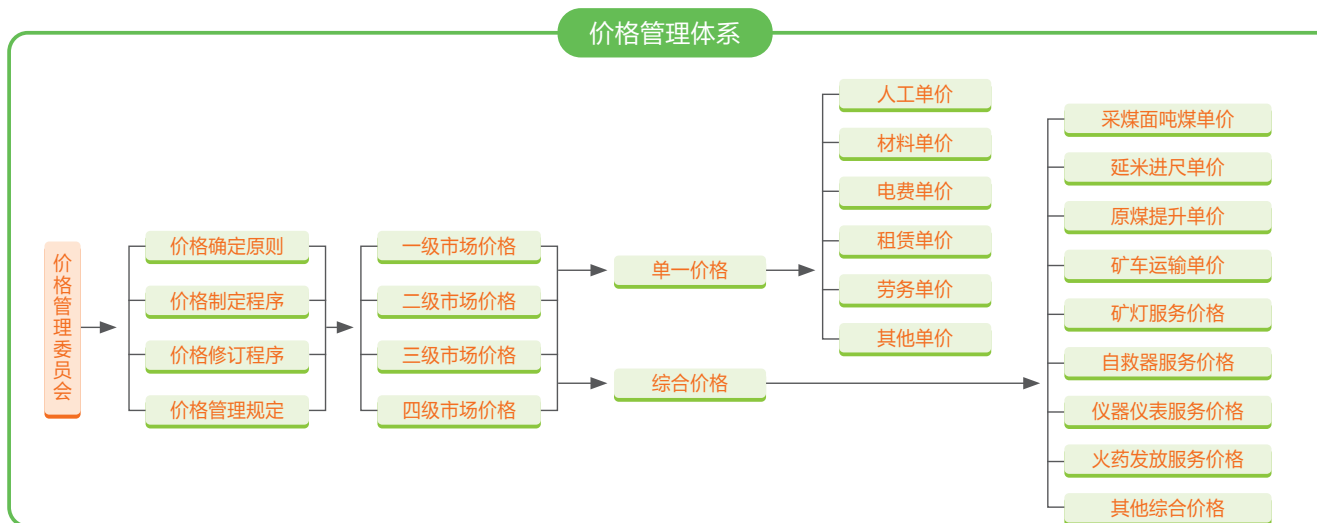 价格管理体系
价格管理委员会
价格确定原则
价格制定程序
价格修订程序
价格管理规定
一级市场价格
二级市场价格
三级市场价格
四级市场价格
单一价格
综合价格
人工单价
材料单价
电费单价
租赁单价
劳务单价
其他单价
采煤面吨煤单价
延米进尺单价
原煤提升单价
矿车运输单价
矿灯服务价格
自救器服务价格
仪器仪表服务价格
火药发放服务价格
其他综合价格